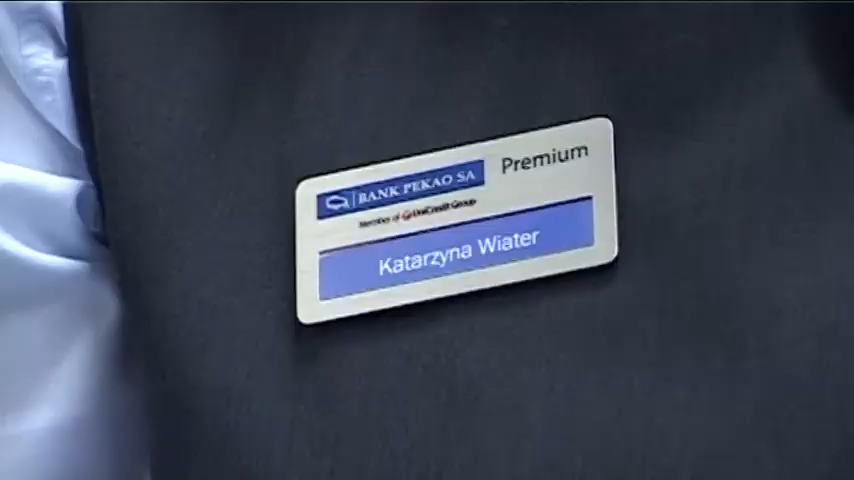 BANK PEKAO SA
Premium
Member of UniCredit Group
Katarzyna Wiater